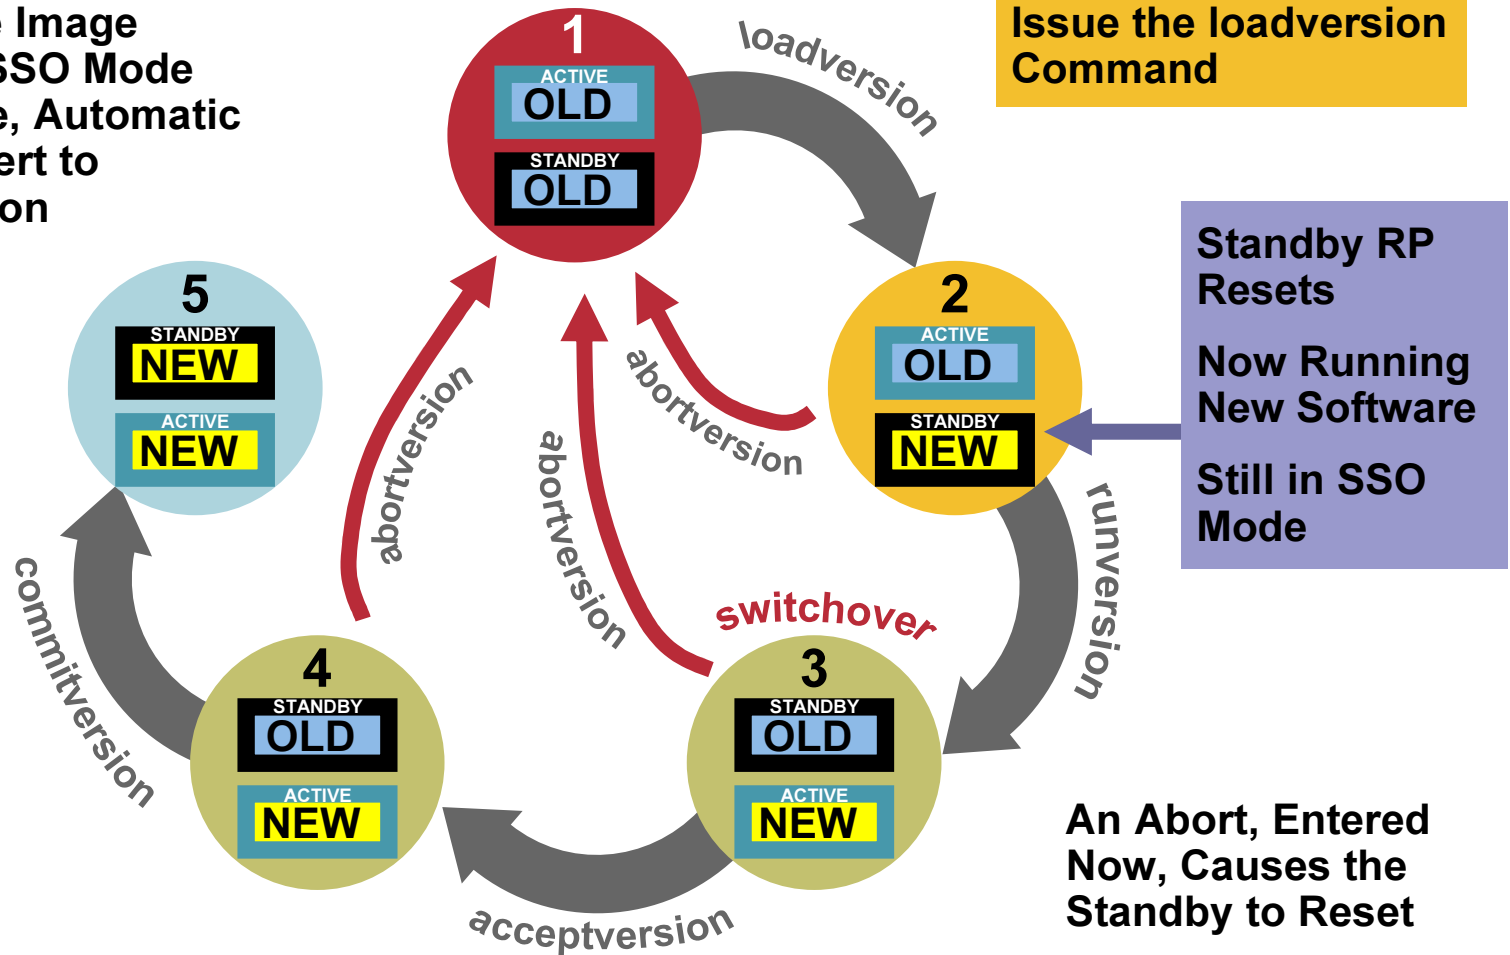 Image
SSO Mode
Automatic
to
Issue the loadversion
Command
1
ACTIVE
OLD
STANDBY
OLD
loadversion
5
STANDBY
NEW
ACTIVE
NEW
2
ACTIVE
OLD
STANDBY
NEW
Standby RP
Resets
Now Running
New Software
Still in SSO
Mode
abortversion
abortversion
abortversion
runversion
switchover
commitversion
4
STANDBY
OLD
ACTIVE
NEW
3
STANDBY
OLD
ACTIVE
NEW
acceptversion
An Abort, Entered
Now, Causes the
Standby to Reset